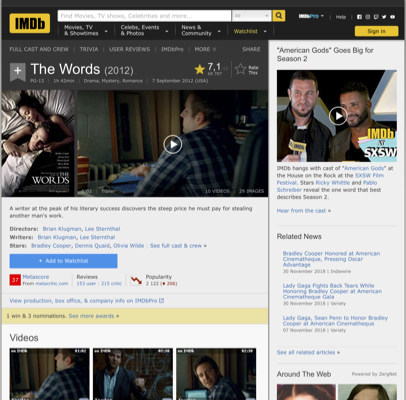 IMDb
Find Movies, TV shows, Celebrities and more...
All
IMDbPro
Help
Movies, TV
& Showtimes
Celebs, Events
& Photos
News &
Community
Watchlist
Sign in
FULL CAST AND CREW | TRIVIA | USER REVIEWS | IMDbPro | MORE
SHARE
The Words (2012)
7,1
Rate
This
PG-13 | 1h 42min | Drama, Mystery, Romance | 7 September 2012 (USA)
THE
WORDS
Trailer
10 VIDEOS
29 IMAGES
A writer at the peak of his literary success discovers the steep price he must pay for stealing
another man's work.
Directors: Brian Klugman, Lee Sternthal
Writers: Brian Klugman, Lee Sternthal
Stars: Bradley Cooper, Dennis Quaid, Olivia Wilde | See full cast & crew »
+ Add to Watchlist
37
Metascore
From metacritic.com
Reviews
153 user | 215 critic
Popularity
2 122 (206)
View production, box office, & company info on IMDbPro
1 win & 3 nominations. See more awards »
Videos
"American Gods" Goes Big for
Season 2
IMDb
AT
SXSW
IMDb hangs with cast of "American Gods" at
the House on the Rock at the SXSW Film
Festival. Stars Ricky Whittle and Pablo
Schreiber reveal the one word that best
describes Season 2.
Hear from the cast »
Related News
Bradley Cooper Honored at American
Cinematheque, Pressing Oscar
Advantage
30 November 2018 | Indiewire
Lady Gaga Fights Back Tears While
Honoring Bradley Cooper at American
Cinematheque Gala
30 November 2018 | Variety
Lady Gaga, Sean Penn to Honor Bradley
Cooper at American Cinematheque
07 November 2018 | Variety
See all related articles »
Around The Web
Powered by ZergNet